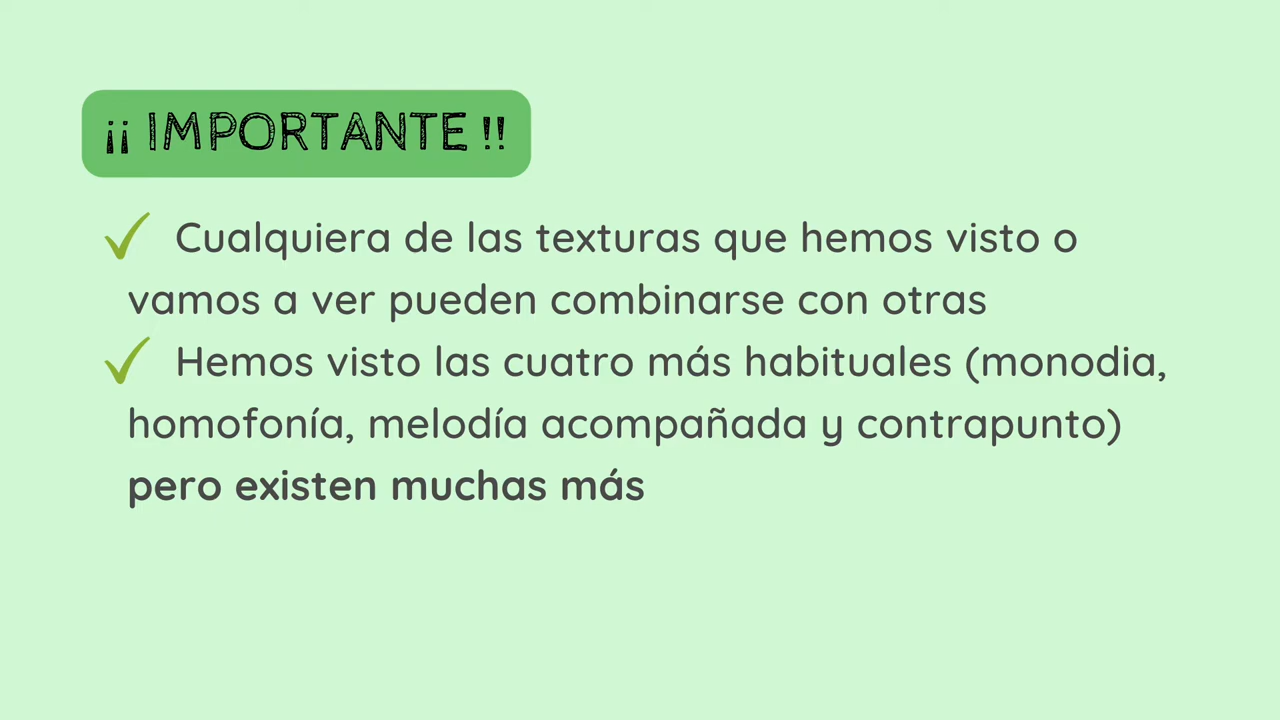 ¡¡ IMPORTANTE !!
✓ Cualquiera de las texturas que hemos visto o
vamos a ver pueden combinarse con otras
✓ Hemos visto las cuatro más habituales (monodia,
homofonía, melodía acompañada y contrapunto)
pero existen muchas más